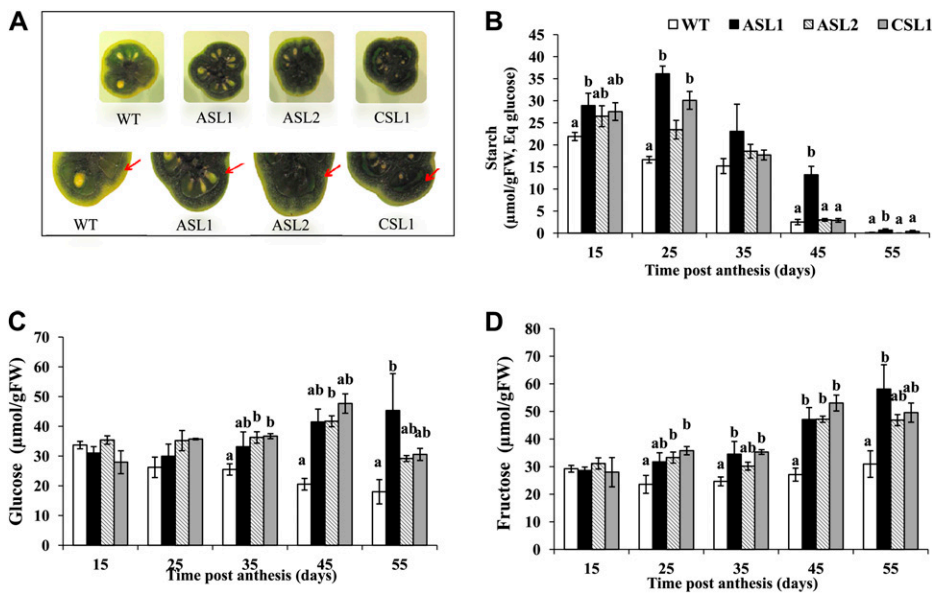 A
WT
ASL1
ASL2
CSL1
WT
ASL1
ASL2
CSL1
B
WT ASL1 ASL2 CSL1
Starch
(µmol/gFW, Eq glucose)
45
40
35
30
25
20
15
10
5
0
a b ab ab
a b b
a b a a
a b a a
15 25 35 45 55
Time post anthesis (days)
C
Glucose (µmol/gFW)
70
60
50
40
30
20
10
0
a ab b b
a ab b ab
a b ab ab
15 25 35 45 55
Time post anthesis (days)
D
Fructose (µmol/gFW)
80
70
60
50
40
30
20
10
0
a ab b b
a b ab b
a b b b
a b ab ab
15 25 35 45 55
Time post anthesis (days)